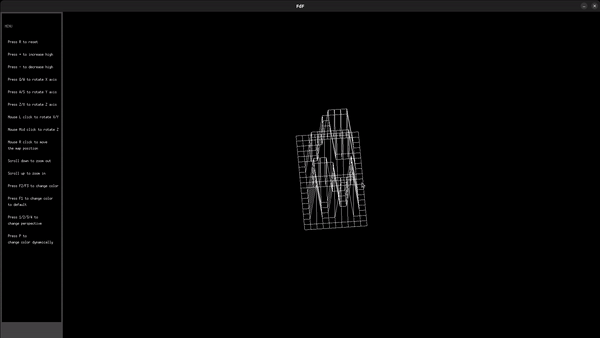 FdF
MENU
Press R to reset
Press + to increase high
Press - to decrease high
Press Q/W to rotate X axis
Press A/S to rotate Y axis
Press Z/X to rotate Z axis
Mouse L click to rotate X/Y
Mouse Mid click to rotate Z
Mouse R click to move
the map position
Scroll down to zoom out
Scroll up to zoom in
Press F2/F3 to change color
Press F1 to change color
to default
Press 1/2/3/4 to
change perspective
Press P to
change color dynamically